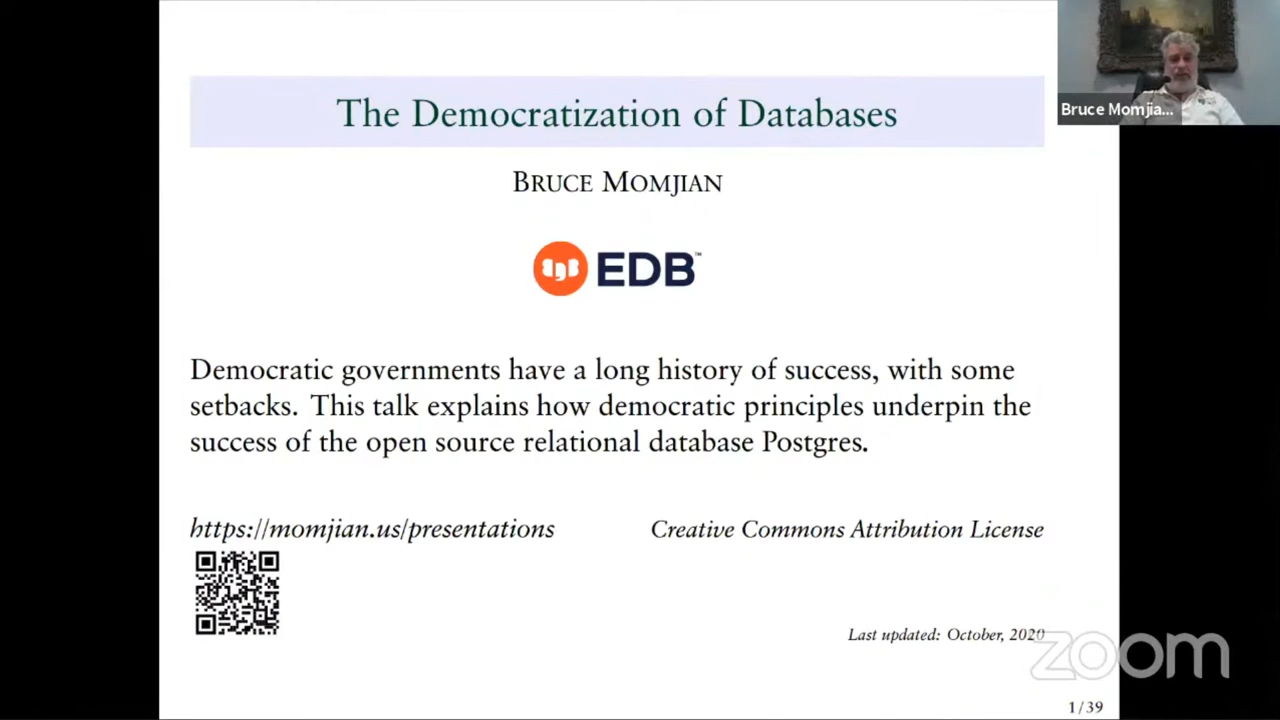 The Democratization of Databases
Bruce Momjia...
BRUCE MOMJIAN
EDB™
Democratic governments have a long history of success, with some
setbacks. This talk explains how democratic principles underpin the
success of the open source relational database Postgres.
https://momjian.us/presentations
Creative Commons Attribution License
Last updated: October, 2020
zoom
1/39